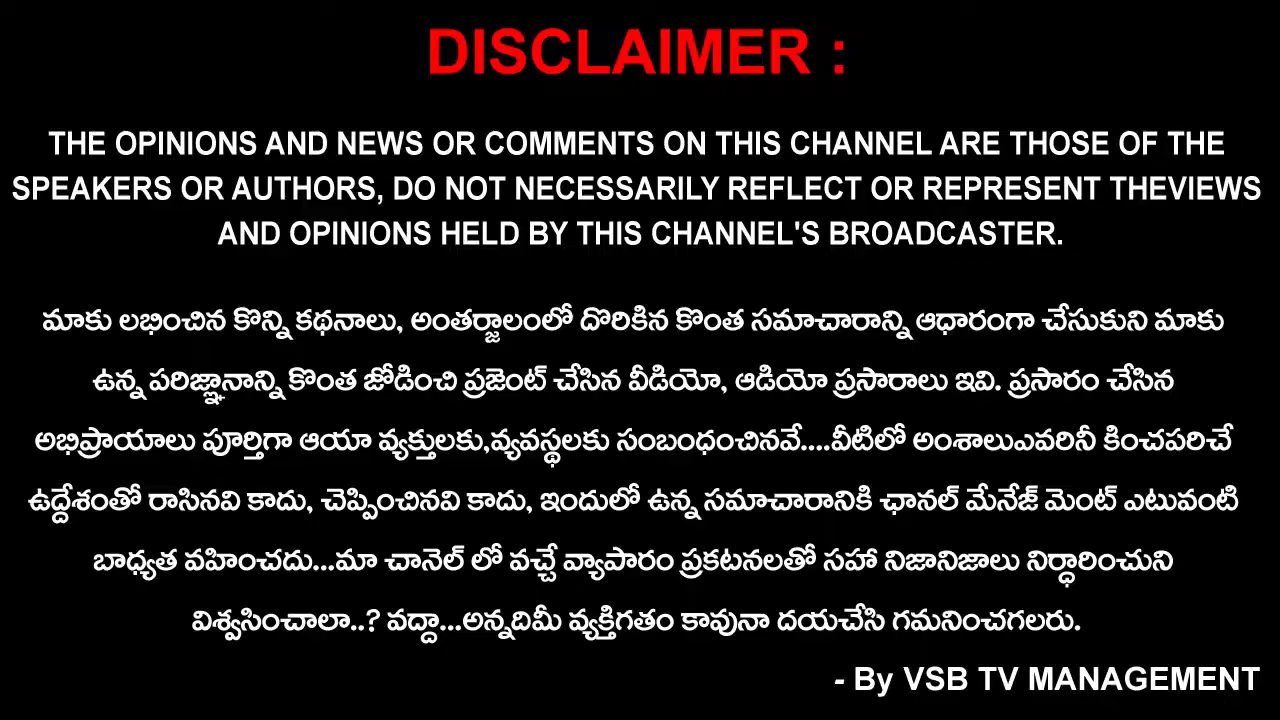 DISCLAIMER :
THE OPINIONS AND NEWS OR COMMENTS ON THIS CHANNEL ARE THOSE OF THE
SPEAKERS OR AUTHORS, DO NOT NECESSARILY REFLECT OR REPRESENT THEVIEWS
AND OPINIONS HELD BY THIS CHANNEL'S BROADCASTER.
మాకు లభించిన కొన్ని కథనాలు, అంతర్జాలంలో దొరికిన కొంత సమాచారాన్ని ఆధారంగా చేసుకుని మాకు
ఉన్న పరిజ్ఞానాన్ని కొంత జోడించి ప్రజెంట్ చేసిన వీడియో, ఆడియో ప్రసారాలు ఇవి. ప్రసారం చేసిన
అభిప్రాయాలు పూర్తిగా ఆయా వ్యక్తులకు,వ్యవస్థలకు సంబంధంచినవే....వీటిలో అంశాలుఎవరినీ కించపరిచే
ఉద్దేశంతో రాసినవి కాదు, చెప్పించినవి కాదు, ఇందులో ఉన్న సమాచారానికి ఛానల్ మేనేజ్ మెంట్ ఎటువంటి
బాధ్యత వహించదు...మా చానెల్ లో వచ్చే వ్యాపారం ప్రకటనలతో సహా నిజానిజాలు నిర్ధారించుని
విశ్వసించాలా..? వద్దా...అన్నదిమీ వ్యక్తిగతం కావునా దయచేసి గమనించగలరు.
- By VSB TV MANAGEMENT